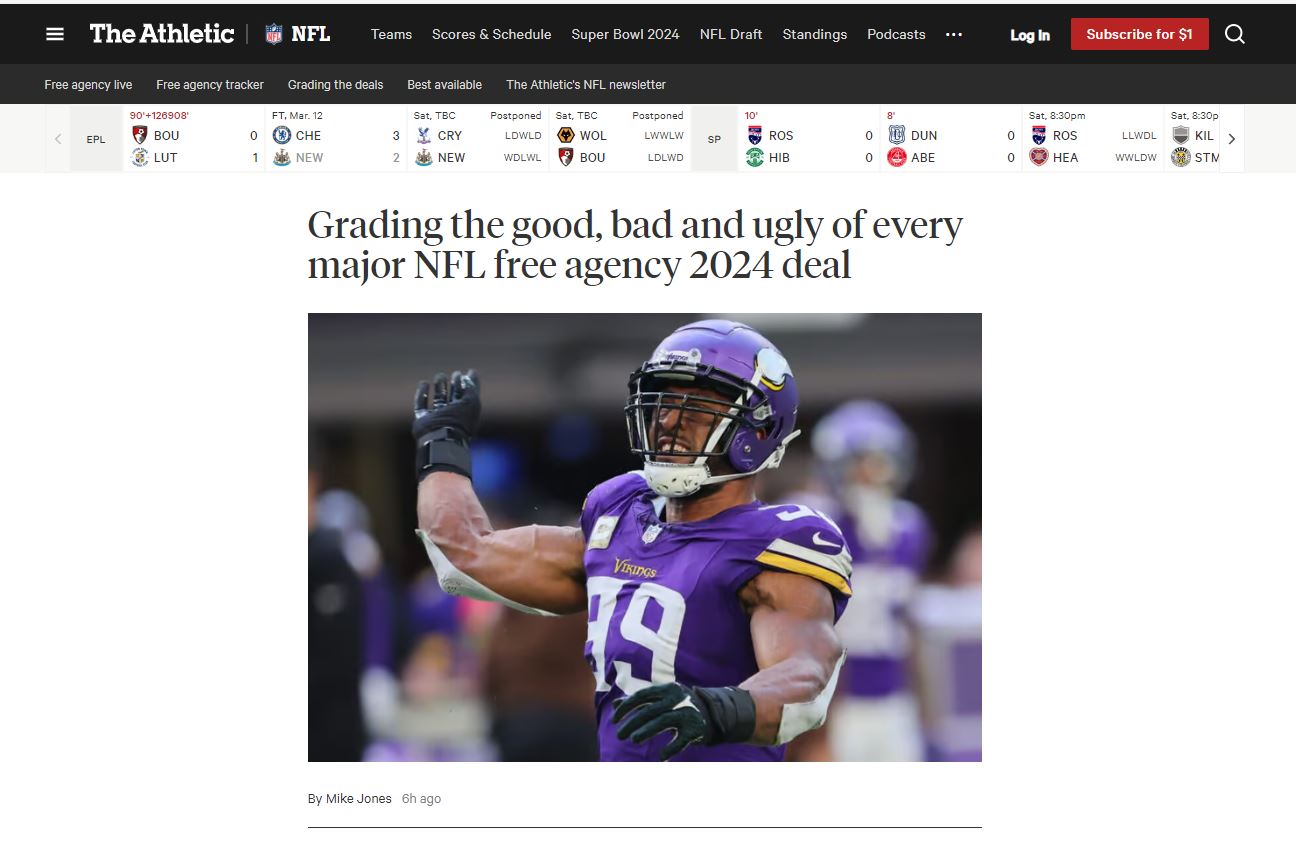 The Athletic NFL Teams Scores & Schedule Super Bowl 2024 NFL Draft Standings Podcasts ••• Log In Subscribe for $1
Free agency live Free agency tracker Grading the deals Best available The Athletic's NFL newsletter
EPL
90'+126908'
BOU 0
LUT 1
FT, Mar. 12
CHE 3
NEW 2
Sat, TBC Postponed
CRY LDWLD
NEW WDLWL
Sat, TBC Postponed
WOL LWWLW
BOU LDLWD
SP
10'
ROS 0
HIB 0
8'
DUN 0
ABE 0
Sat, 8:30pm
ROS LLWDL
HEA WWLDW
Sat, 8:30p
KIL
STM
Grading the good, bad and ugly of every
major NFL free agency 2024 deal
VIKINGS
99
By Mike Jones 6h ago